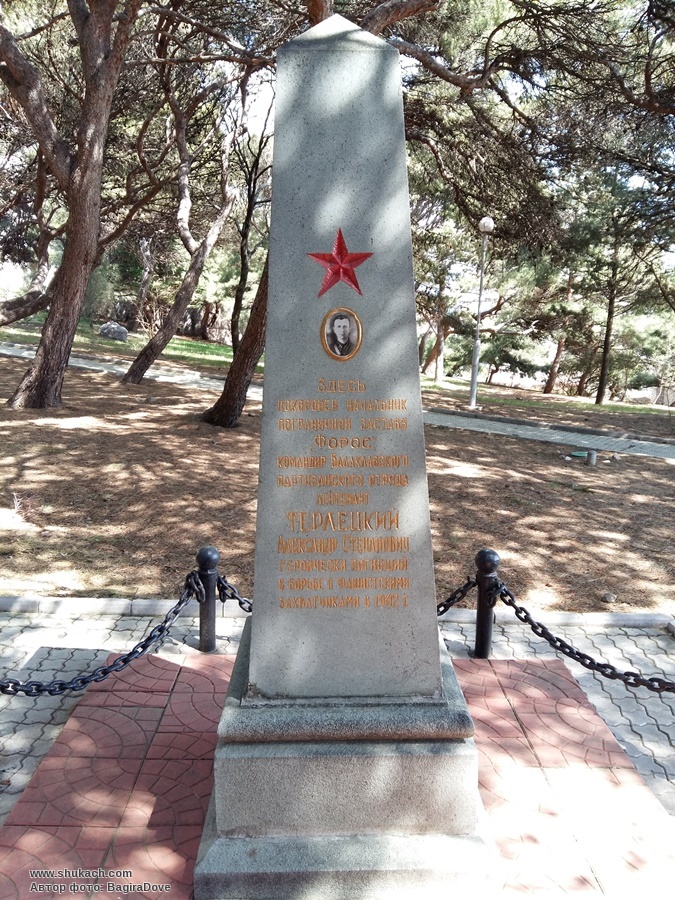 ЗДЕСЬ
ПОХОРОНЕН НАЧАЛЬНИК
ПОГРАНИЧНОЙ ЗАСТАВЫ
"ФОРОС"
КОМАНДИР БАЛАКЛАВСКОГО
ПАРТИЗАНСКОГО ОТРЯДА
ЛЕЙТЕНАНТ
ТЕРЛЕЦКИЙ
АЛЕКСАНДР СТЕПАНОВИЧ
ГЕРОИЧЕСКИ ПОГИБШИЙ
В БОРЬБЕ С ФАШИСТСКИМИ
ЗАХВАТЧИКАМИ В 1942 Г.
www.shukach.com
Автор фото: BagiraDove